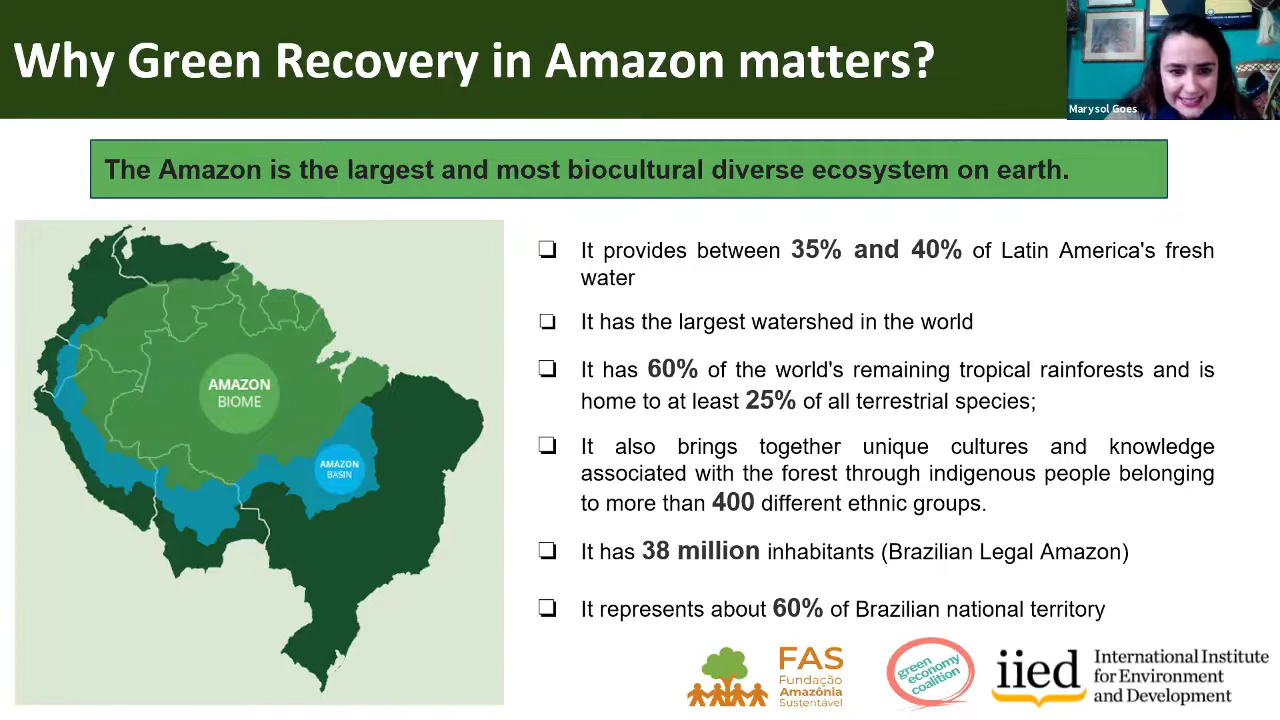 Why Green Recovery in Amazon matters?
Marysol Goes
The Amazon is the largest and most biocultural diverse ecosystem on earth.
AMAZON
BIOME
AMAZON
BASIN
It provides between 35% and 40% of Latin America's fresh
water
It has the largest watershed in the world
It has 60% of the world's remaining tropical rainforests and is
home to at least 25% of all terrestrial species;
It also brings together unique cultures and knowledge
associated with the forest through indigenous people belonging
to more than 400 different ethnic groups.
It has 38 million inhabitants (Brazilian Legal Amazon)
It represents about 60% of Brazilian national territory
FAS
Fundação
Amazônia
Sustentável
green
economy
coalition
iied
International Institute
for Environment
and Development